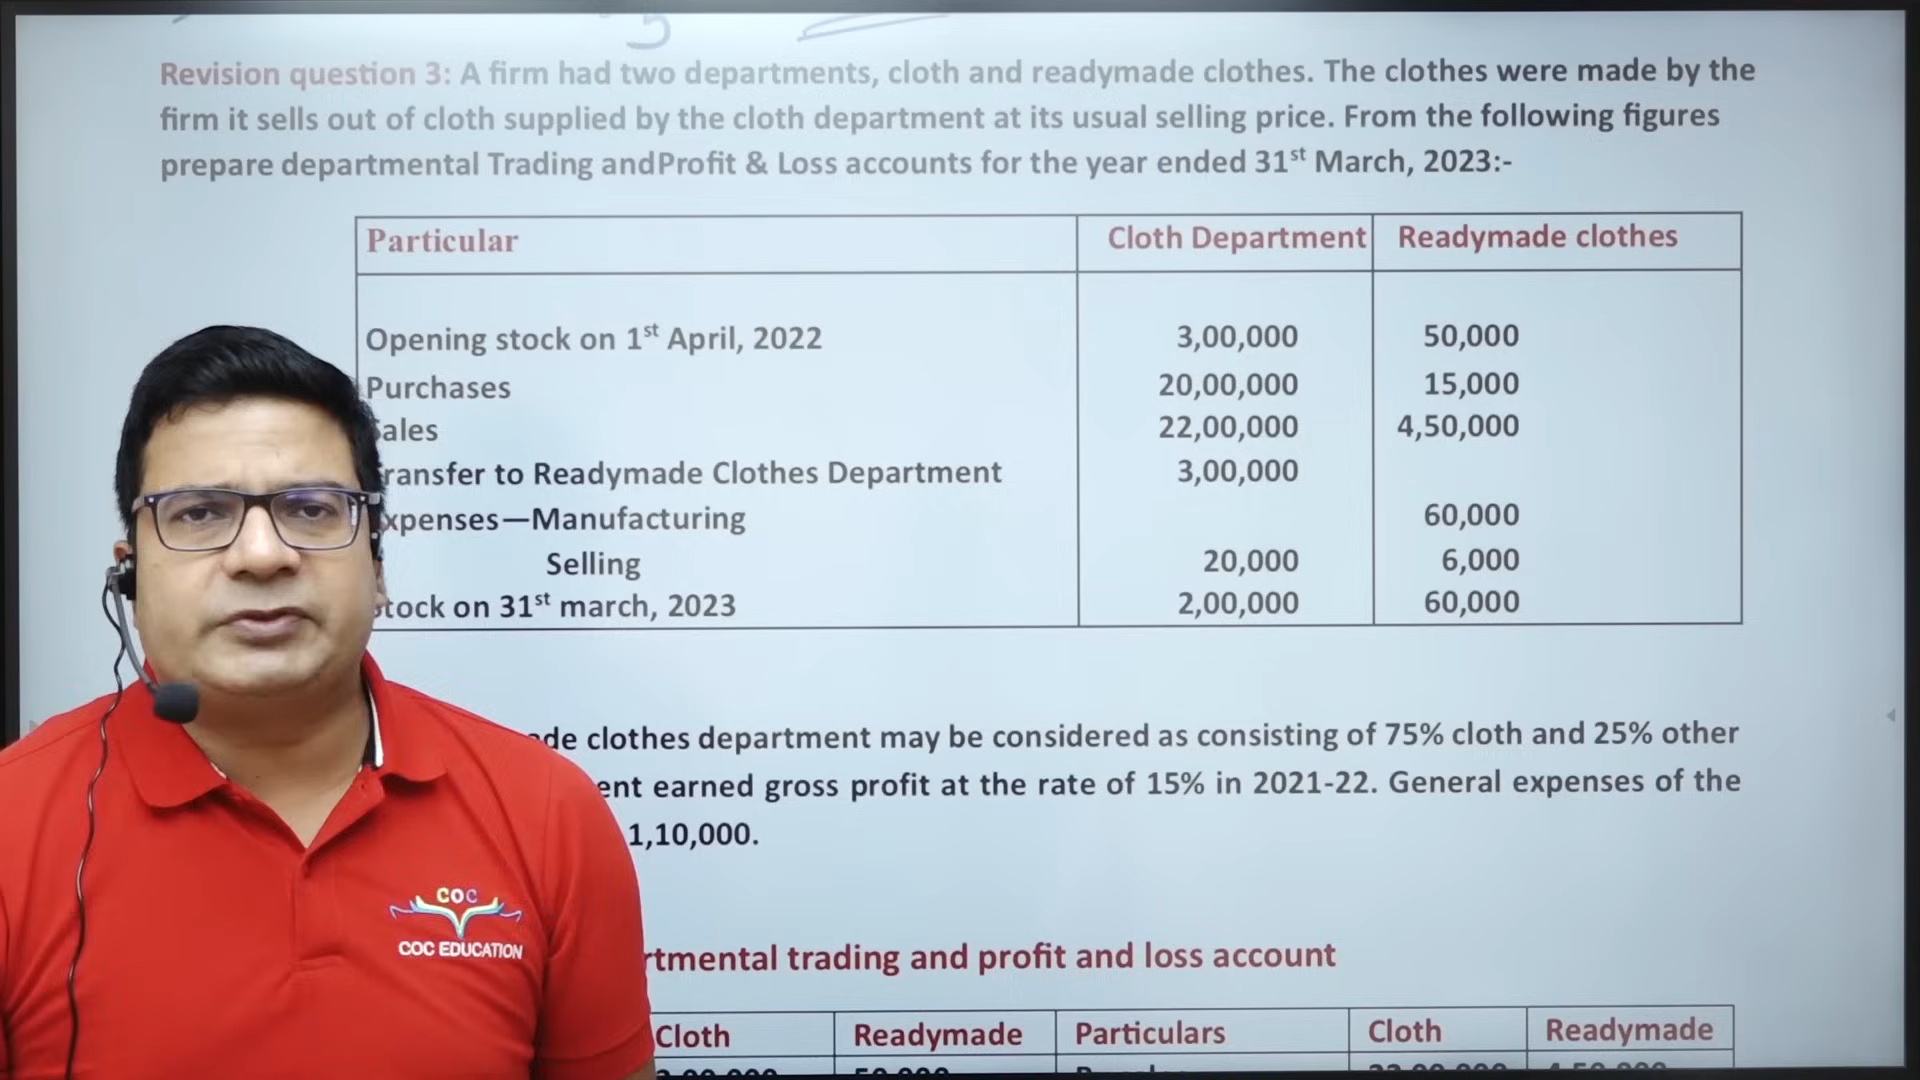 Revision question 3: A firm had two departments, cloth and readymade clothes. The clothes were made by the
firm it sells out of cloth supplied by the cloth department at its usual selling price. From the following figures
prepare departmental Trading andProfit & Loss accounts for the year ended 31st March, 2023:-
Particular Cloth Department Readymade clothes
Opening stock on 1st April, 2022 3,00,000 50,000
Purchases 20,00,000 15,000
ales 22,00,000 4,50,000
ransfer to Readymade Clothes Department 3,00,000
xpenses—Manufacturing 60,000
Selling 20,000 6,000
tock on 31st march, 2023 2,00,000 60,000
de clothes department may be considered as consisting of 75% cloth and 25% other
ent earned gross profit at the rate of 15% in 2021-22. General expenses of the
1,10,000.
rtmental trading and profit and loss account
Cloth Readymade Particulars Cloth Readymade
COC
COC EDUCATION